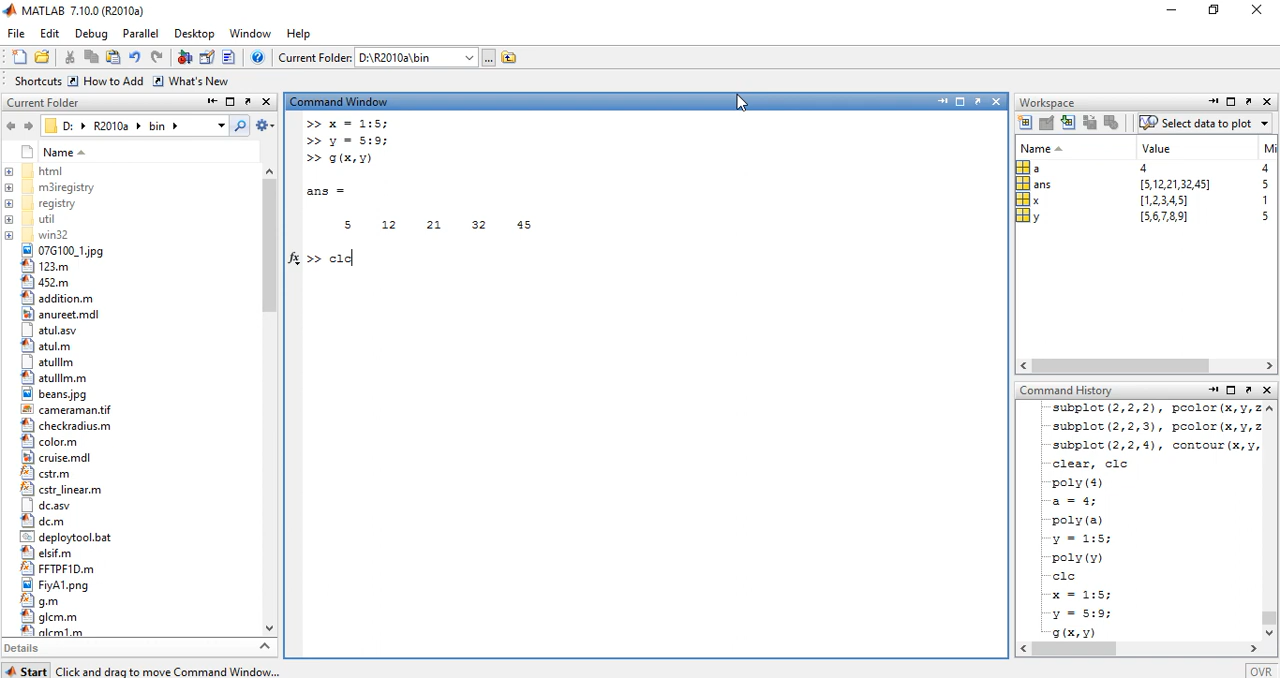 MATLAB 7.10.0 (R2010a)
File Edit Debug Parallel Desktop Window Help
Current Folder: D:\R2010a\bin ...
Shortcuts How to Add What's New
Current Folder
D: R2010a bin
Name
html
m3iregistry
registry
util
win32
07G100_1.jpg
123.m
452.m
addition.m
anureet.mdl
atul.asv
atul.m
atulllm
atulllm.m
beans.jpg
cameraman.tif
checkradius.m
color.m
cruise.mdl
cstr.m
cstr_linear.m
dc.asv
dc.m
deploytool.bat
elsif.m
FFTPF1D.m
FiyA1.png
g.m
glcm.m
glcm1.m
Details
Command Window
>> x = 1:5;
>> y = 5:9;
>> g(x,y)
ans =
5 12 21 32 45
fx >> clc
Workspace
Select data to plot
Name Value Mi
a 4 4
ans [5,12,21,32,45] 5
x [1,2,3,4,5] 1
y [5,6,7,8,9] 5
Command History
subplot(2,2,2), pcolor(x,y,z
subplot(2,2,3), pcolor(x,y,z
subplot(2,2,4), contour(x,y,
clear, clc
poly(4)
a = 4;
poly(a)
y = 1:5;
poly(y)
clc
x = 1:5;
y = 5:9;
g(x,y)
Start Click and drag to move Command Window...
OVR